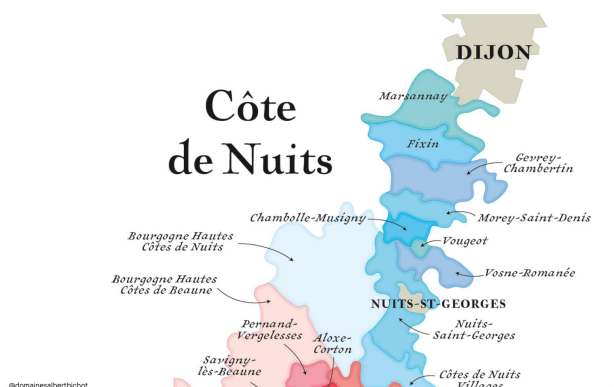 DIJON
Côte
de Nuits
Marsannay
Fixin
Gevrey-
Chambertin
Chambolle-Musigny
Morey-Saint-Denis
Bourgogne Hautes
Côtes de Nuits
Vougeot
Vosne-Romanée
Bourgogne Hautes
Côtes de Beaune
NUITS-ST-GEORGES
Nuits-
Saint-Georges
Pernand-
Vergelesses
Aloxe-
Corton
Savigny-
lès-Beaune
Côtes de Nuits
Villages
@domainesalbertbichot